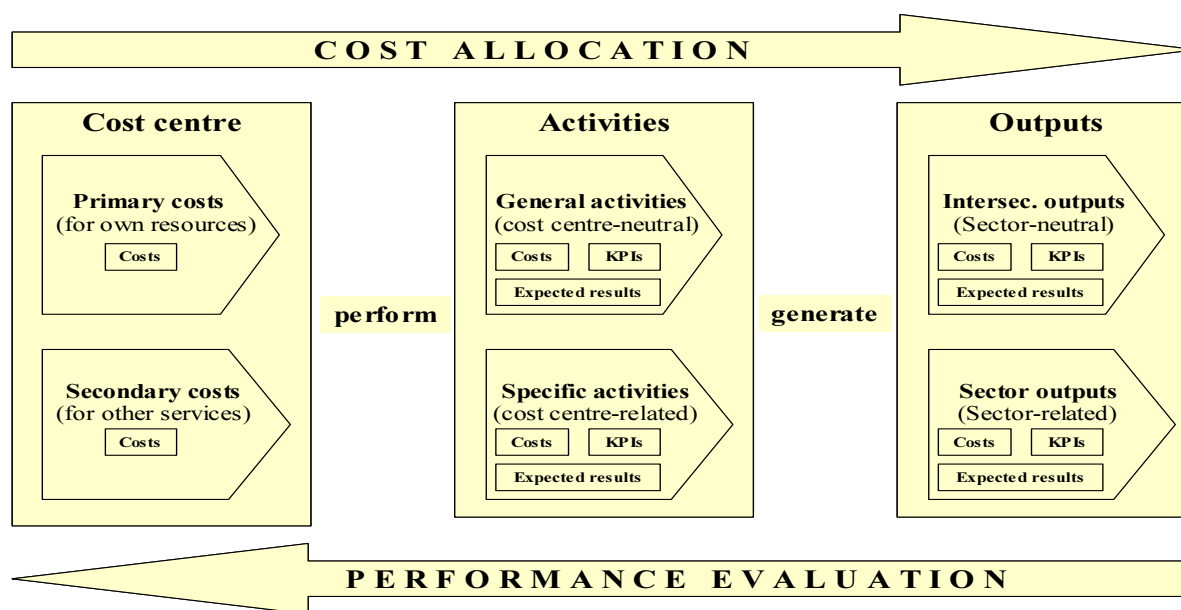 COST ALLOCATION
Cost centre
Primary costs
(for own resources)
Costs
Secondary costs
(for other services)
Costs
perform
Activities
General activities
(cost centre-neutral)
Costs KPIs
Expected results
Specific activities
(cost centre-related)
Costs KPIs
Expected results
generate
Outputs
Intersec. outputs
(Sector-neutral)
Costs KPIs
Expected results
Sector outputs
(Sector-related)
Costs KPIs
Expected results
PERFORMANCE EVALUATION